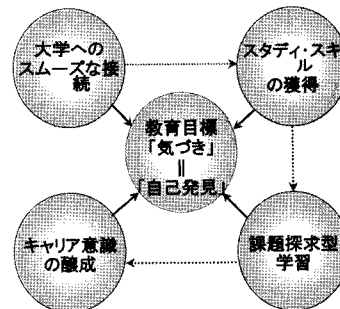 大学への
スムーズな接
続
スタディ・スキ
ル
の獲得
教育目標
「気づき」
||
「自己発見」
キャリア意識
の醸成
課題探求型
学習